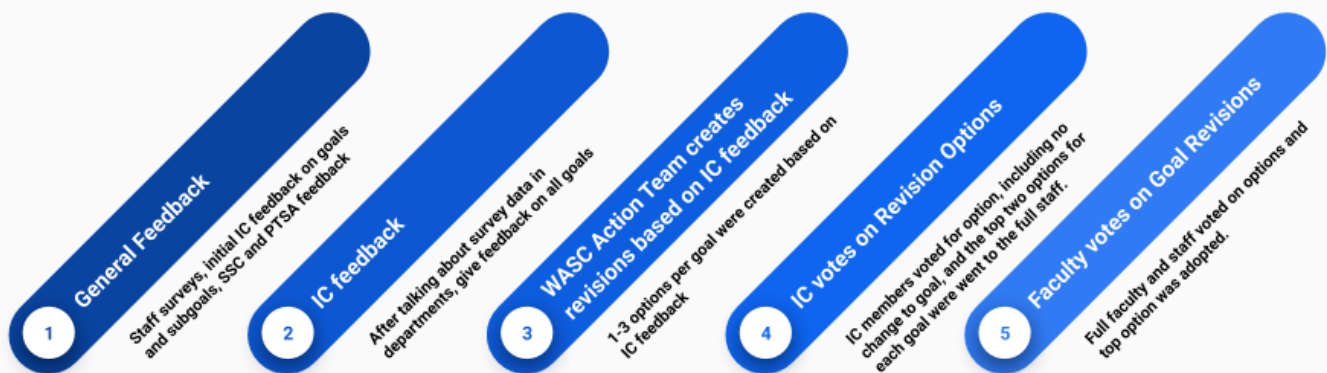 1
General Feedback
Staff surveys, initial IC feedback on goals
and subgoals, SSC and PTSA feedback
2
IC feedback
After talking about survey data in
departments, give feedback on all goals
3
WASC Action Team creates
revisions based on IC feedback
1-3 options per goal were created based on
IC feedback
4
IC votes on Revision Options
IC members voted for option, including no
change to goal, and the top two options for
each goal were went to the full staff.
5
Faculty votes on Goal Revisions
Full faculty and staff voted on options and
top option was adopted.